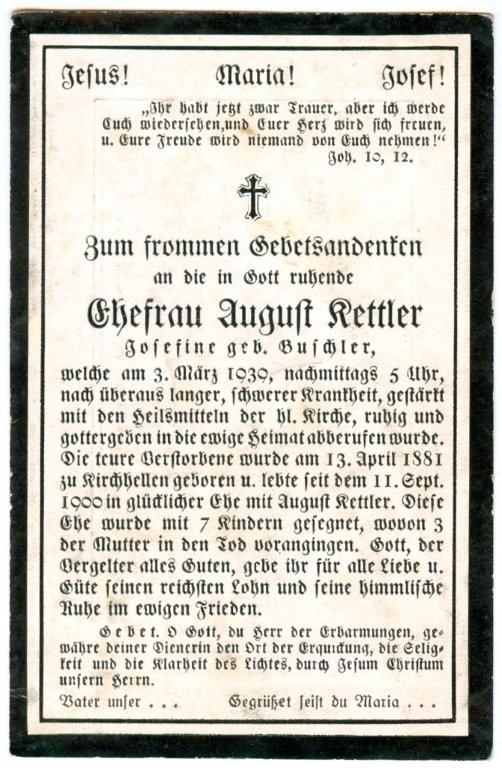 Jesus! Maria! Josef!
„Ihr habt jetzt zwar Trauer, aber ich werde
Euch wiedersehen, und Euer Herz wird sich freuen,
u. Eure Freude wird niemand von Euch nehmen!“
Joh. 10, 12.
Zum frommen Gebetsandenken
an die in Gott ruhende
Ehefrau August Kettler
Josefine geb. Buschler,
welche am 3. März 1939, nachmittags 5 Uhr,
nach überaus langer, schwerer Krankheit, gestärkt
mit den Heilsmitteln der hl. Kirche, ruhig und
gottergeben in die ewige Heimat abberufen wurde.
Die teure Verstorbene wurde am 13. April 1881
zu Kirchhellen geboren u. lebte seit dem 11. Sept.
1900 in glücklicher Ehe mit August Kettler. Diese
Ehe wurde mit 7 Kindern gesegnet, wovon 3
der Mutter in den Tod vorangingen. Gott, der
Vergelter alles Guten, gebe ihr für alle Liebe u.
Güte seinen reichsten Lohn und seine himmlische
Ruhe im ewigen Frieden.
Gebet. O Gott, du Herr der Erbarmungen, ge-
währe deiner Dienerin den Ort der Erquickung, die Selig-
keit und die Klarheit des Lichtes, durch Jesum Christum
unsern Herrn.
Vater unser . . . Gegrüßet seist du Maria . . .